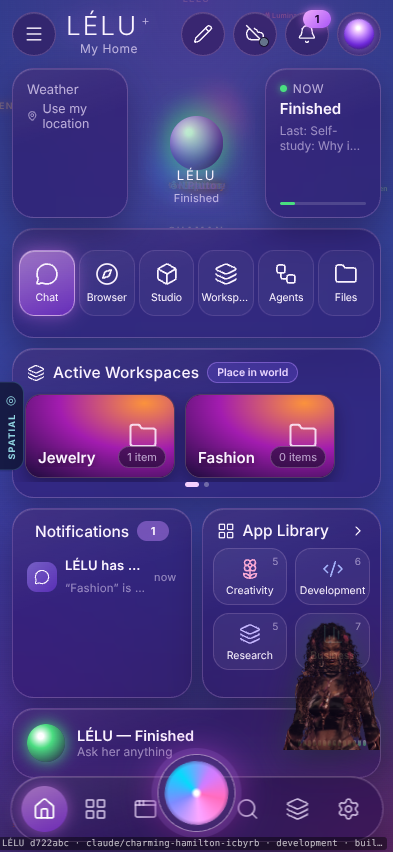 LÉLU +
My Home
1
Weather
Use my
location
LÉLU
Finished
NOW
Finished
Last: Self-
study: Why i...
Chat
Browser
Studio
Worksp...
Agents
Files
Active Workspaces
Place in world
SPATIAL
Jewelry
1 item
Fashion
0 items
Notifications
1
LÉLU has ...
"Fashion" is ...
now
App Library
5
Creativity
6
Development
5
Research
7
LÉLU — Finished
Ask her anything
LÉLU d722abc · claude/charming-hamilton-icbyrb · development · buil…